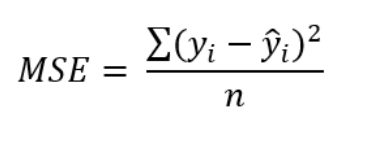 MSE = ∑(yᵢ − ŷᵢ)² / n